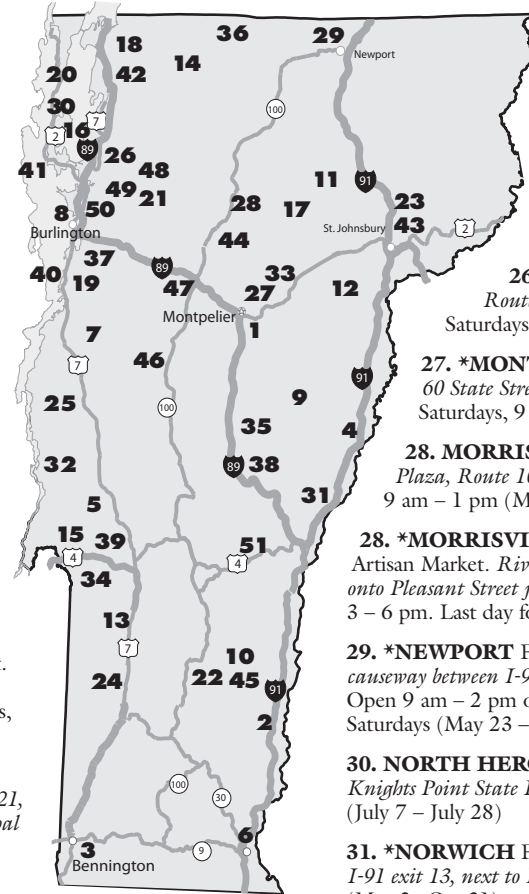 36
29
Newport
18
14
20
42
100
30
7
16
2
89
26
41
48
11
91
49
21
23
28
17
8
50
43
St. Johnsbury
2
Burlington
44
37
89
33
40
19
47
27
12
Montpelier
1
7
46
7
91
9
100
25
35
4
32
89
38
31
5
15
39
51
4
4
34
13
7
10
24
22
45
91
2
100
30
3
9
6
Bennington
t.
s,
21,
pal
26
Route
Saturdays
27. *MONT
60 State Stre
Saturdays, 9
28. MORRIS
Plaza, Route 10
9 am – 1 pm (M
28. *MORRISVI
Artisan Market. Riv
onto Pleasant Street
3 – 6 pm. Last day fo
29. *NEWPORT F
causeway between I-9
Open 9 am – 2 pm o
Saturdays (May 23 –
30. NORTH HERO
Knights Point State
(July 7 – July 28)
31. *NORWICH F
I-91 exit 13, next to